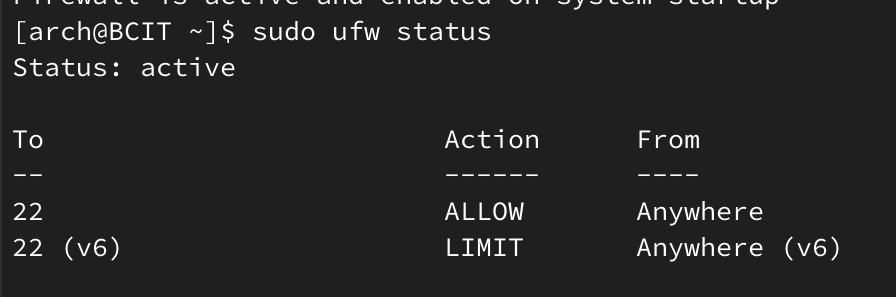 Firewall is active and enabled on system startup
[arch@BCIT ~]$ sudo ufw status
Status: active
To Action From
-- ------ ----
22 ALLOW Anywhere
22 (v6) LIMIT Anywhere (v6)